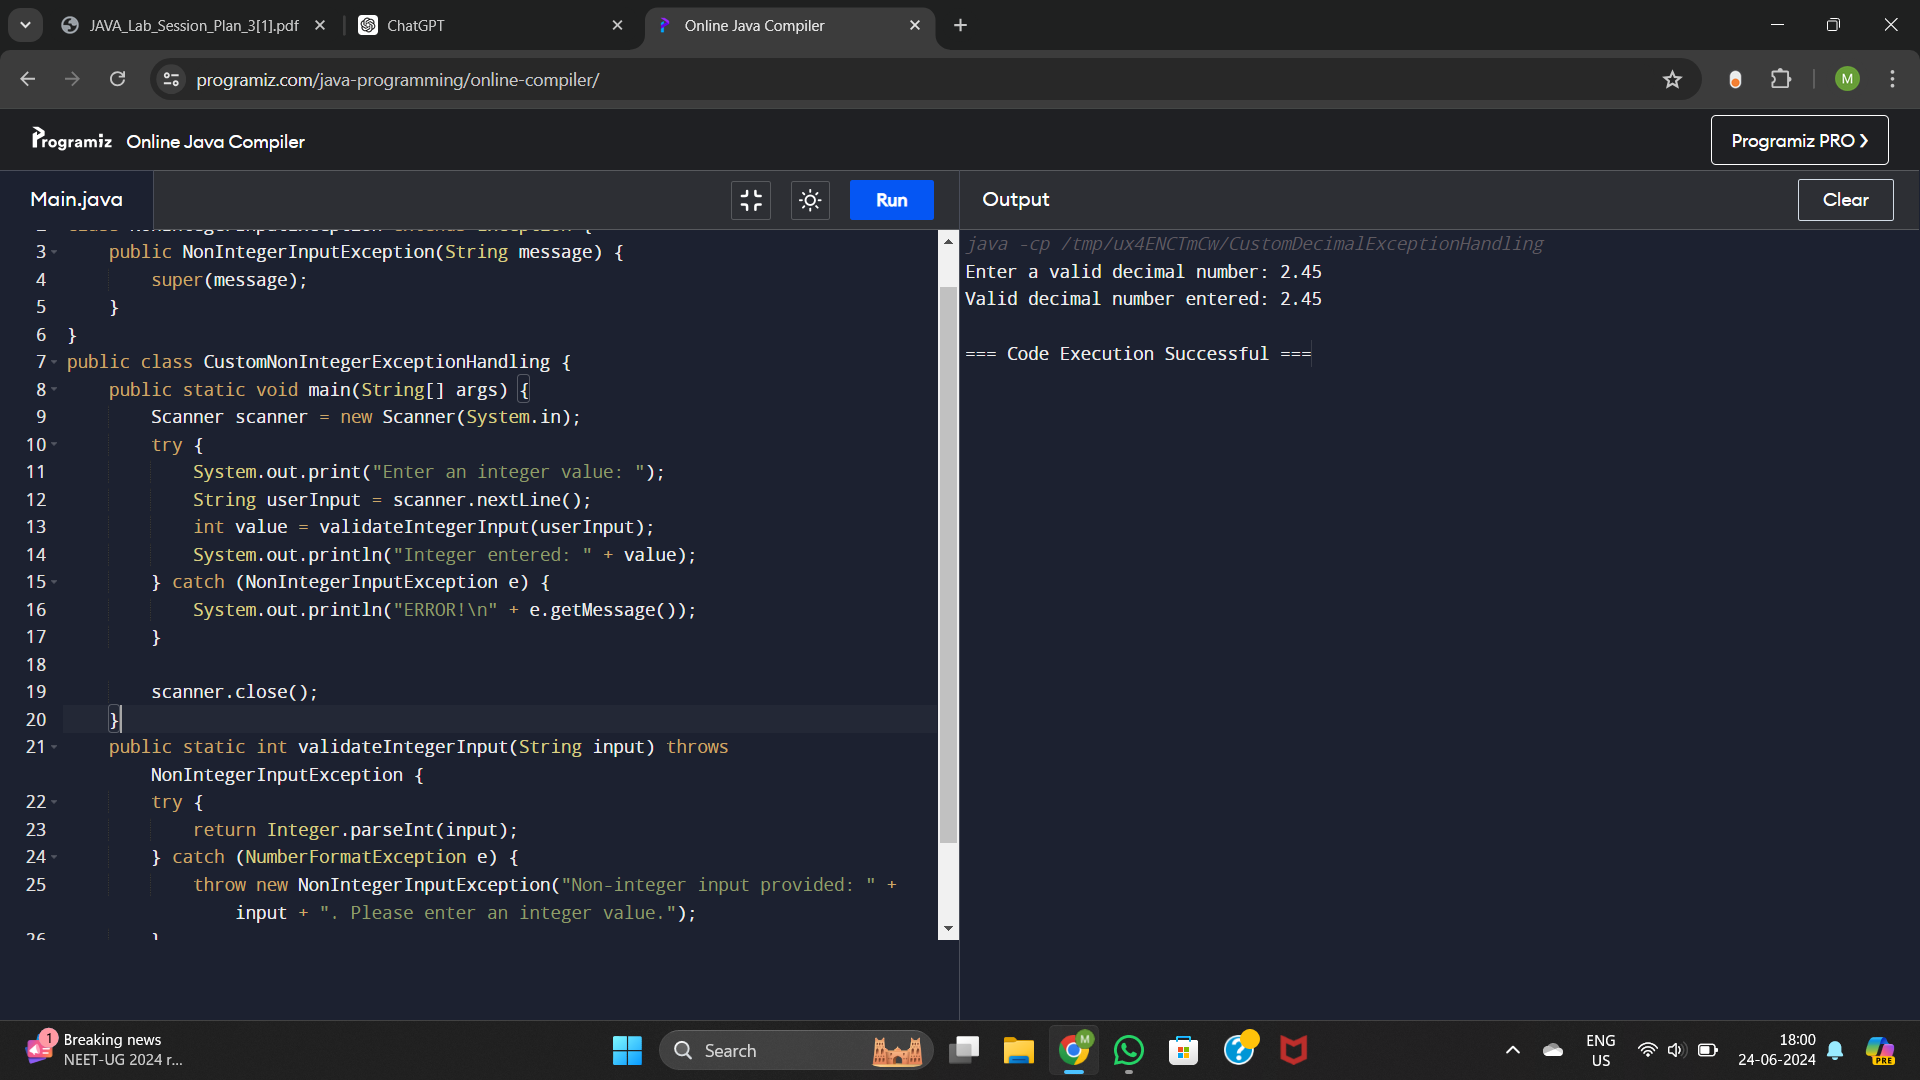 JAVA_Lab_Session_Plan_3[1].pdf
ChatGPT
Online Java Compiler
programiz.com/java-programming/online-compiler/
M
Programiz Online Java Compiler
Programiz PRO
Main.java
Run
Output
Clear
3 public NonIntegerInputException(String message) {
4 super(message);
5 }
6 }
7 public class CustomNonIntegerExceptionHandling {
8 public static void main(String[] args) {
9 Scanner scanner = new Scanner(System.in);
10 try {
11 System.out.print("Enter an integer value: ");
12 String userInput = scanner.nextLine();
13 int value = validateIntegerInput(userInput);
14 System.out.println("Integer entered: " + value);
15 } catch (NonIntegerInputException e) {
16 System.out.println("ERROR!\n" + e.getMessage());
17 }
18
19 scanner.close();
20 }
21 public static int validateIntegerInput(String input) throws
NonIntegerInputException {
22 try {
23 return Integer.parseInt(input);
24 } catch (NumberFormatException e) {
25 throw new NonIntegerInputException("Non-integer input provided: " +
input + ". Please enter an integer value.");
26 }
java -cp /tmp/ux4ENCTmCw/CustomDecimalExceptionHandling
Enter a valid decimal number: 2.45
Valid decimal number entered: 2.45
=== Code Execution Successful ===
1
Breaking news
NEET-UG 2024 r...
Search
M
ENG
US
18:00
24-06-2024
PRE